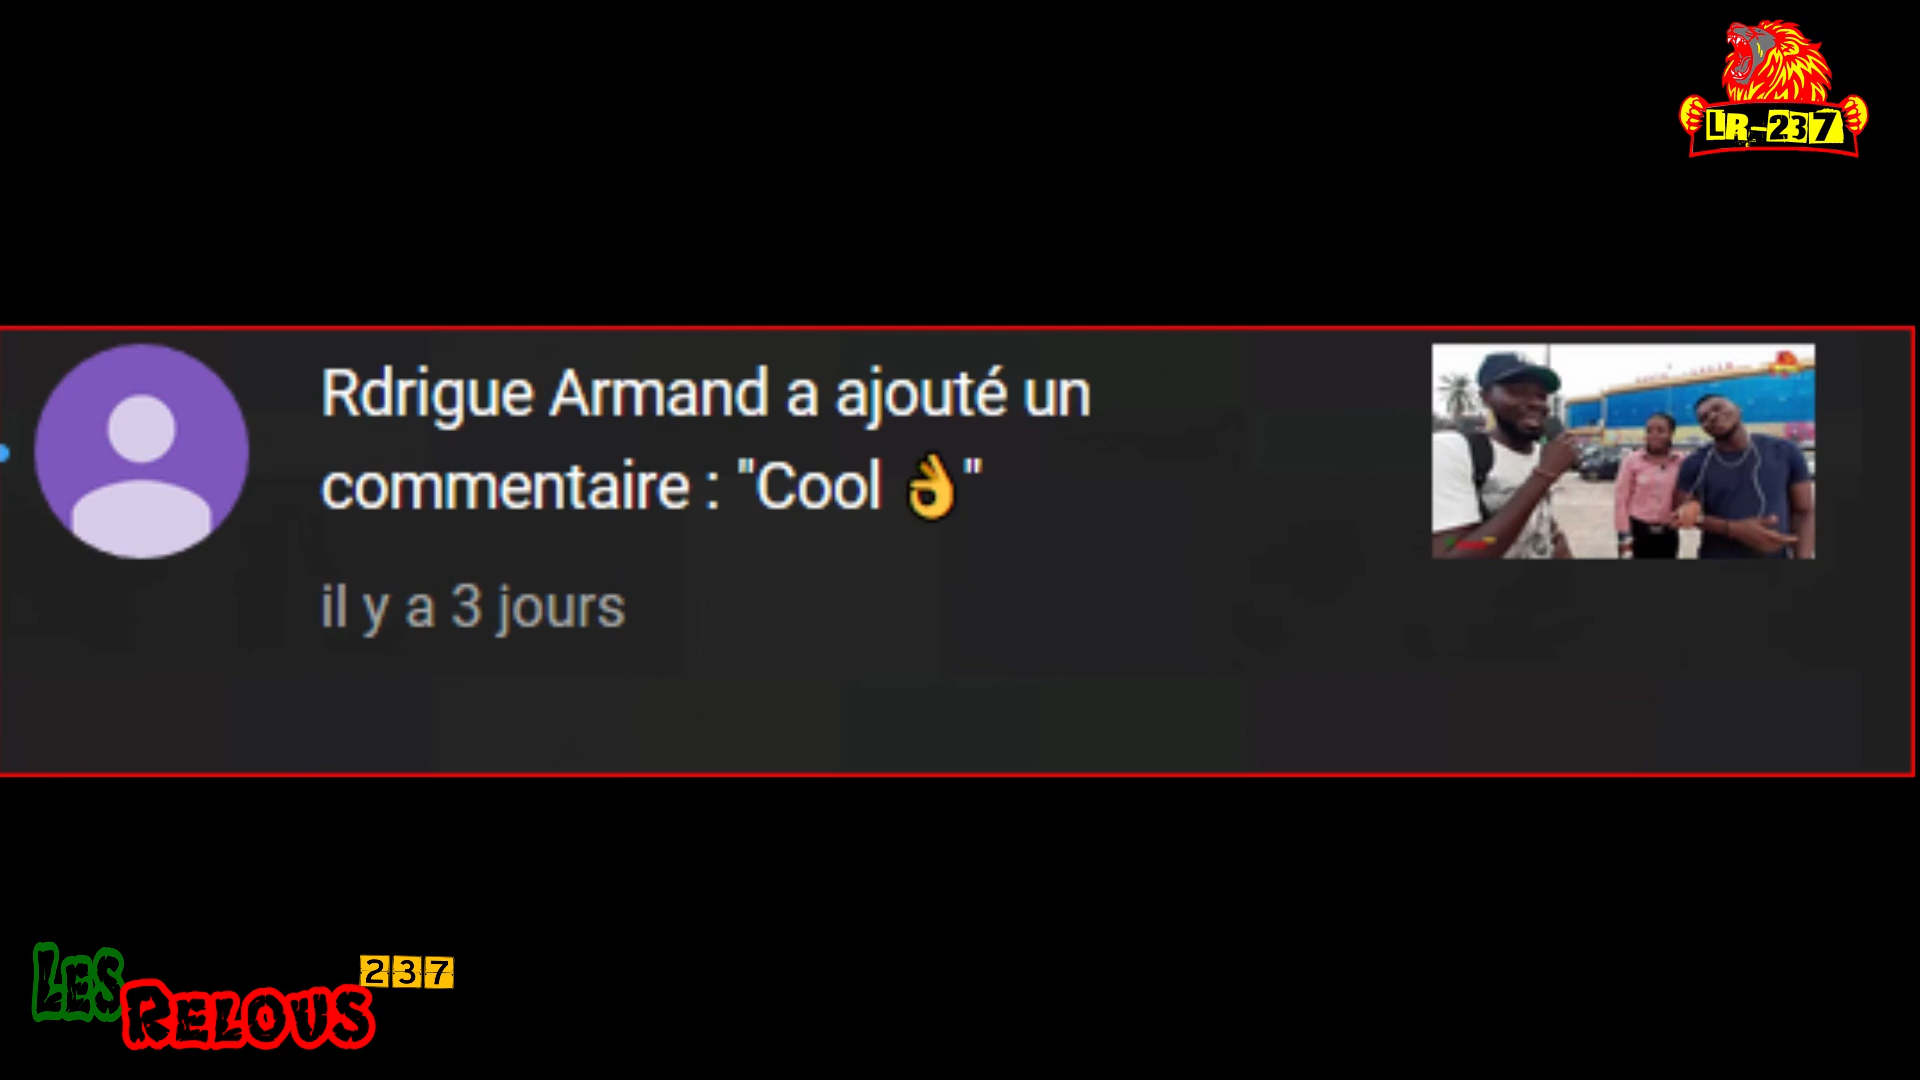 LR-237
Rdrigue Armand a ajouté un
commentaire : "Cool 👌"
il y a 3 jours
LES
RELOUS
237